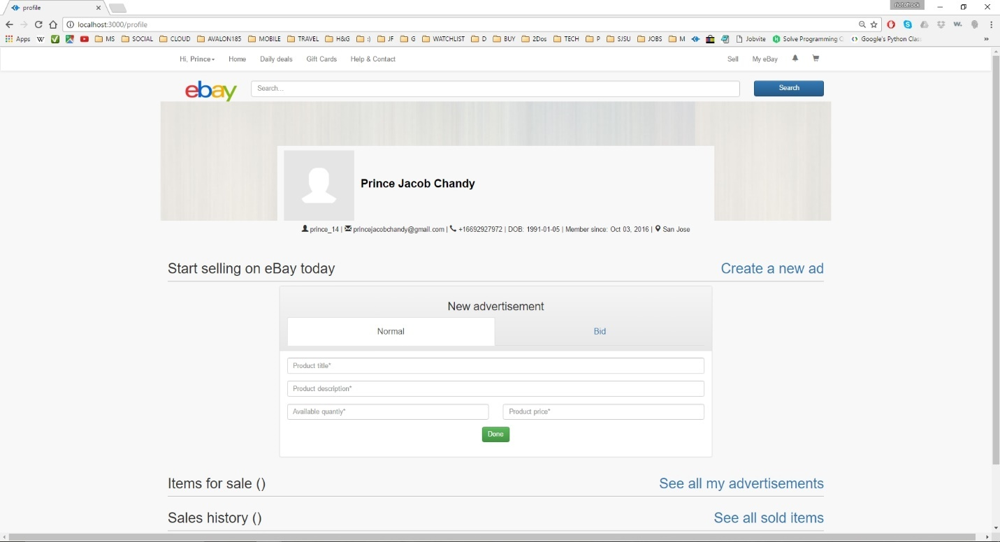 profile
notafrock
localhost:3000/profile
Apps W MS SOCIAL CLOUD AVALON185 MOBILE TRAVEL H&G :) JF G WATCHLIST D BUY 2Dos TECH P SJSU JOBS M Jobvite Solve Programming Google's Python Clas »
Hi, Prince Home Daily deals Gift Cards Help & Contact Sell My eBay
ebay Search... Search
Prince Jacob Chandy
prince_14 | princejacobchandy@gmail.com | +16692927972 | DOB: 1991-01-05 | Member since: Oct 03, 2016 | San Jose
Start selling on eBay today Create a new ad
New advertisement
Normal Bid
Product title*
Product description*
Available quantiy* Product price*
Done
Items for sale () See all my advertisements
Sales history () See all sold items